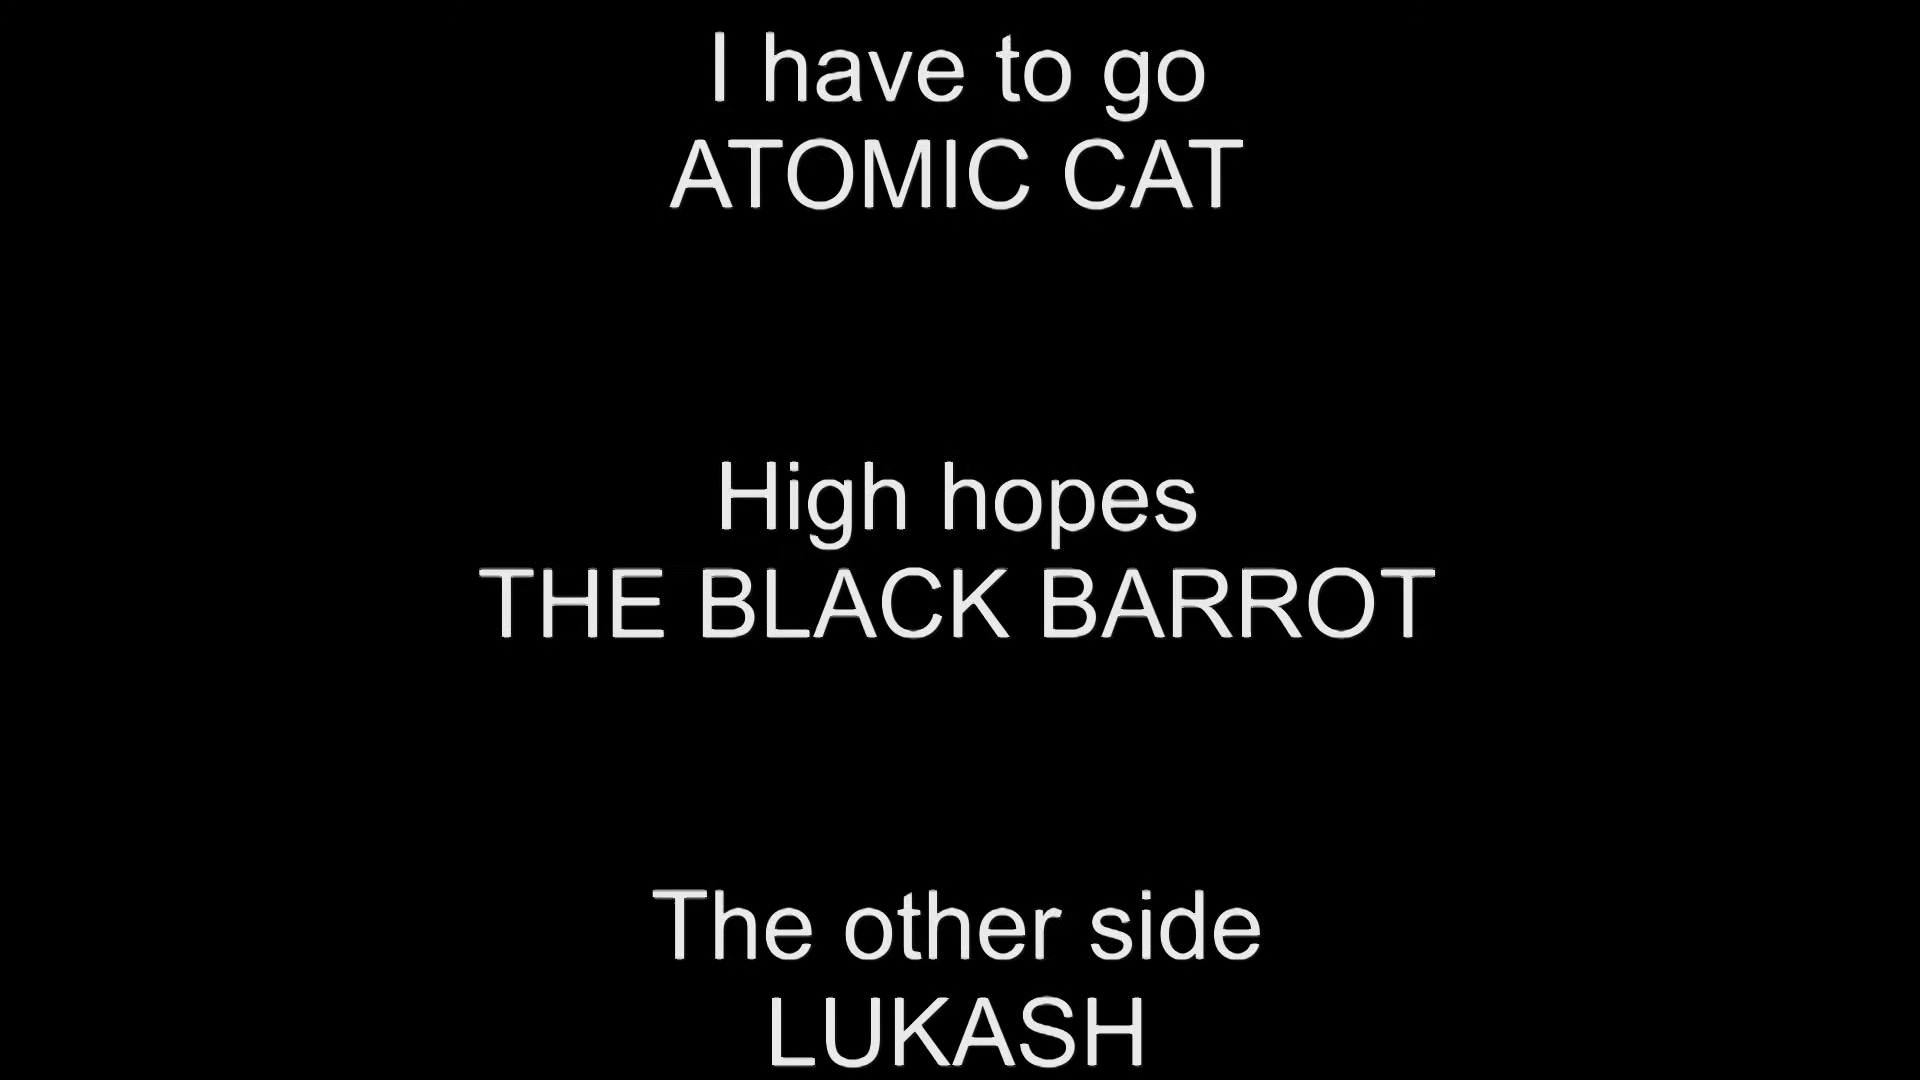 I have to go
ATOMIC CAT
High hopes
THE BLACK BARROT
The other side
LUKASH